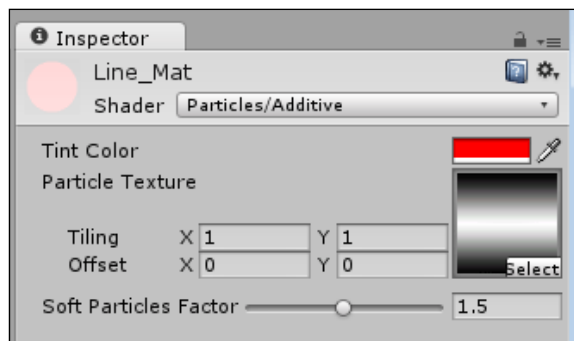 Inspector
Line_Mat
Shader Particles/Additive
Tint Color
Particle Texture
Tiling X 1 Y 1
Offset X 0 Y 0
Select
Soft Particles Factor 1.5